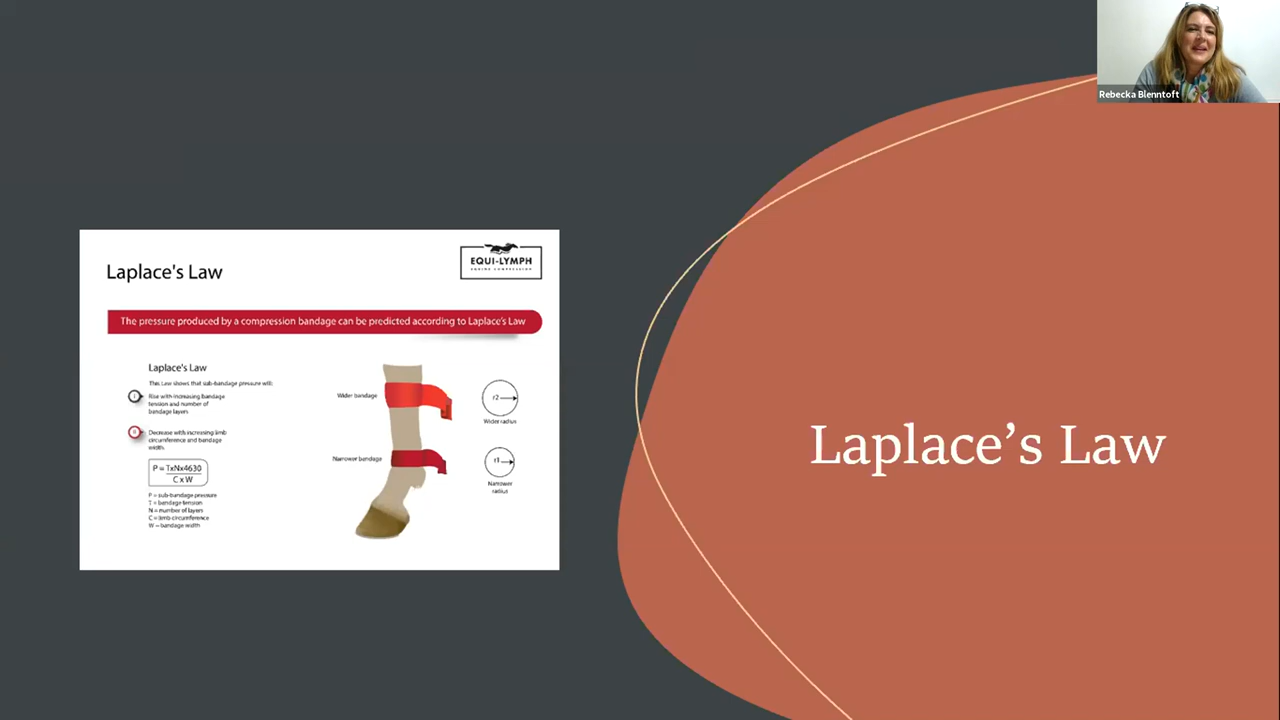 Rebecka Blenntoft
Laplace's Law
EQUI-LYMPH
EQUINE COMPRESSION
The pressure produced by a compression bandage can be predicted according to Laplace's Law
Laplace's Law
This Law shows that sub-bandage pressure will:
Rise with increasing bandage
tension and number of
bandage layers
Decrease with increasing limb
circumference and bandage
width.
P = TxNx4630
C x W
P = sub-bandage pressure
T = bandage tension
N = number of layers
C = limb circumference
W = bandage width
Wider bandage
r2
Wider radius
Narrower bandage
r1
Narrower
radius
Laplace’s Law